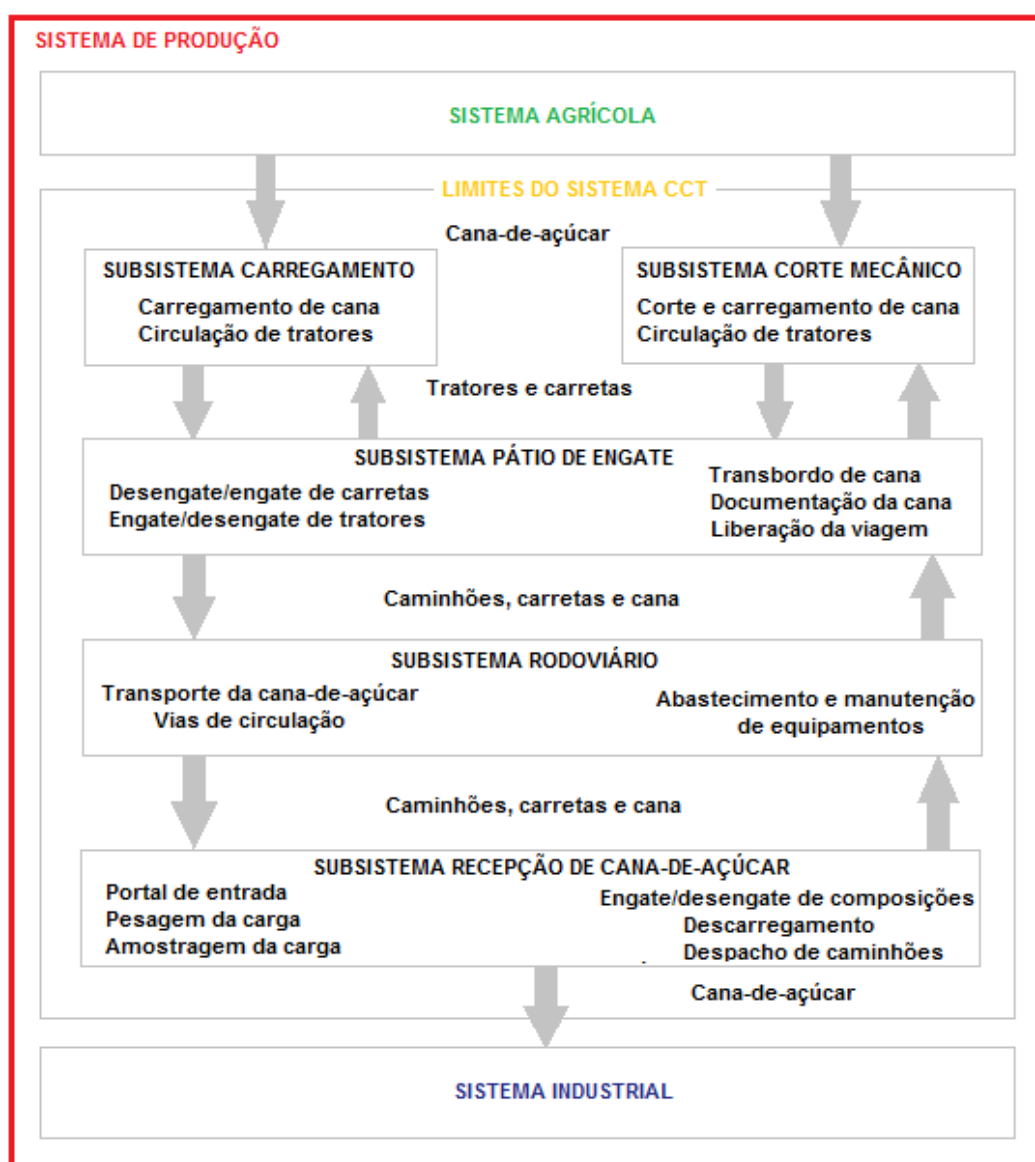 SISTEMA DE PRODUÇÃO
SISTEMA AGRÍCOLA
LIMITES DO SISTEMA CCT
Cana-de-açúcar
SUBSISTEMA CARREGAMENTO
Carregamento de cana
Circulação de tratores
SUBSISTEMA CORTE MECÂNICO
Corte e carregamento de cana
Circulação de tratores
Tratores e carretas
SUBSISTEMA PÁTIO DE ENGATE
Desengate/engate de carretas
Engate/desengate de tratores
Transbordo de cana
Documentação da cana
Liberação da viagem
Caminhões, carretas e cana
SUBSISTEMA RODOVIÁRIO
Transporte da cana-de-açúcar
Vias de circulação
Abastecimento e manutenção
de equipamentos
Caminhões, carretas e cana
SUBSISTEMA RECEPÇÃO DE CANA-DE-AÇÚCAR
Portal de entrada
Pesagem da carga
Amostragem da carga
Engate/desengate de composições
Descarregamento
Despacho de caminhões
Cana-de-açúcar
SISTEMA INDUSTRIAL